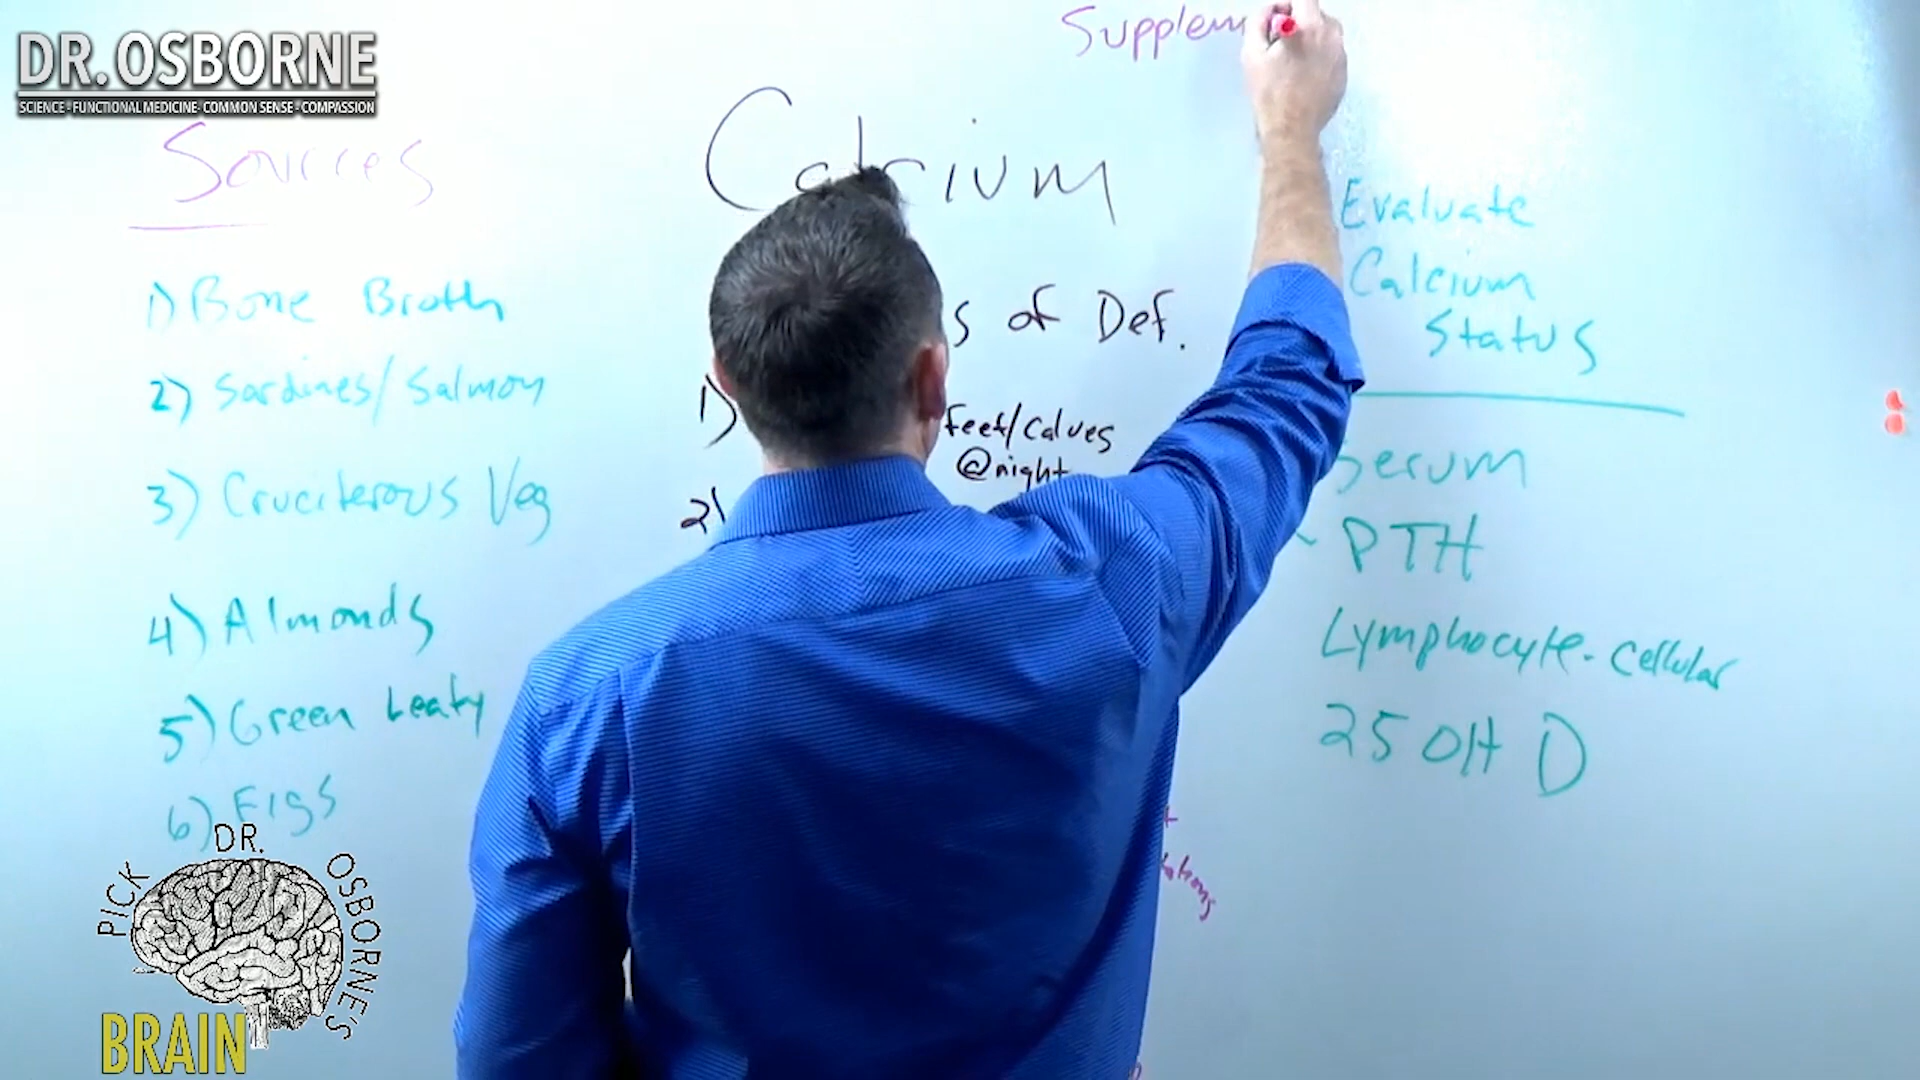 DR. OSBORNE
SCIENCE - FUNCTIONAL MEDICINE - COMMON SENSE - COMPASSION
Sources
1) Bone Broth
2) Sardines/Salmon
3) Cruciferous Veg
4) Almonds
5) Green Leafy
6) Figs
Calcium
s of Def.
1)
feet/calves
@night
2)
Supplem
Evaluate
Calcium
Status
Serum
PTH
Lymphocyte - cellular
25 OH D
PICK DR. OSBORNE'S
BRAIN